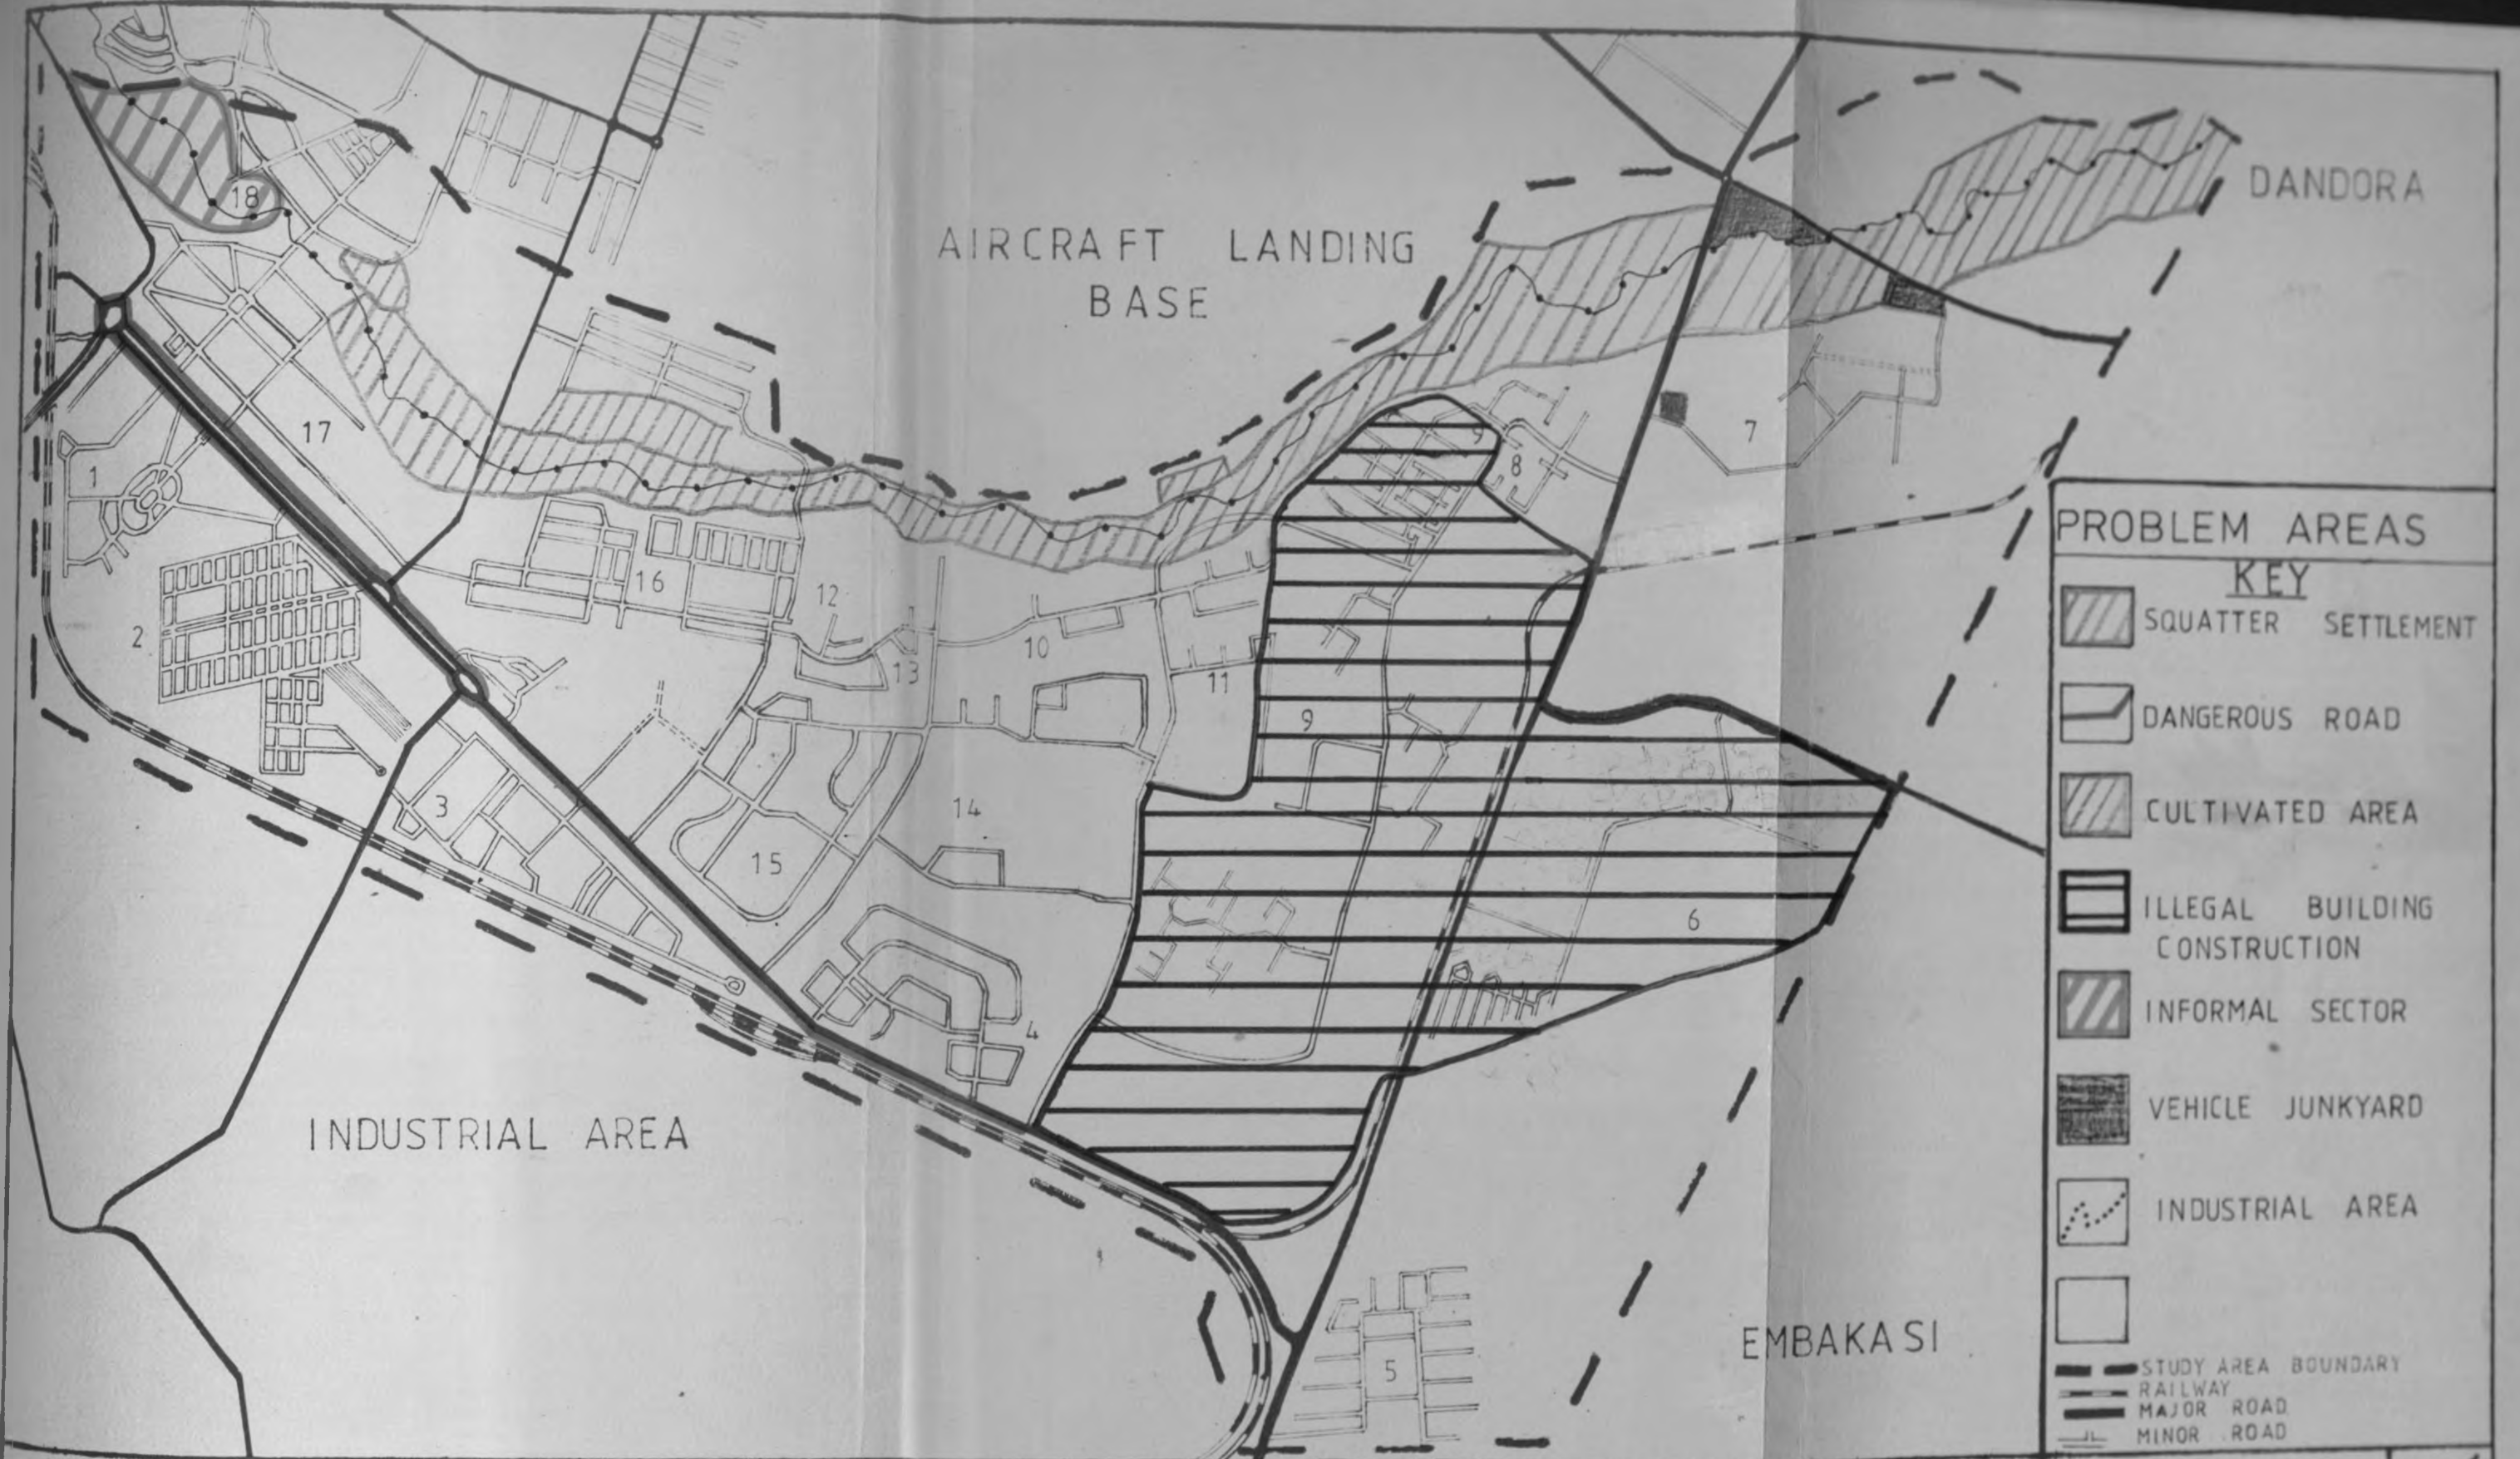 DANDORA
AIRCRAFT LANDING
BASE
18
17
1
2
16
12
13
10
11
9
8
7
9
3
15
14
4
6
5
INDUSTRIAL AREA
EMBAKASI
PROBLEM AREAS
KEY
SQUATTER SETTLEMENT
DANGEROUS ROAD
CULTIVATED AREA
ILLEGAL BUILDING
CONSTRUCTION
INFORMAL SECTOR
VEHICLE JUNKYARD
INDUSTRIAL AREA
STUDY AREA BOUNDARY
RAILWAY
MAJOR ROAD
MINOR ROAD